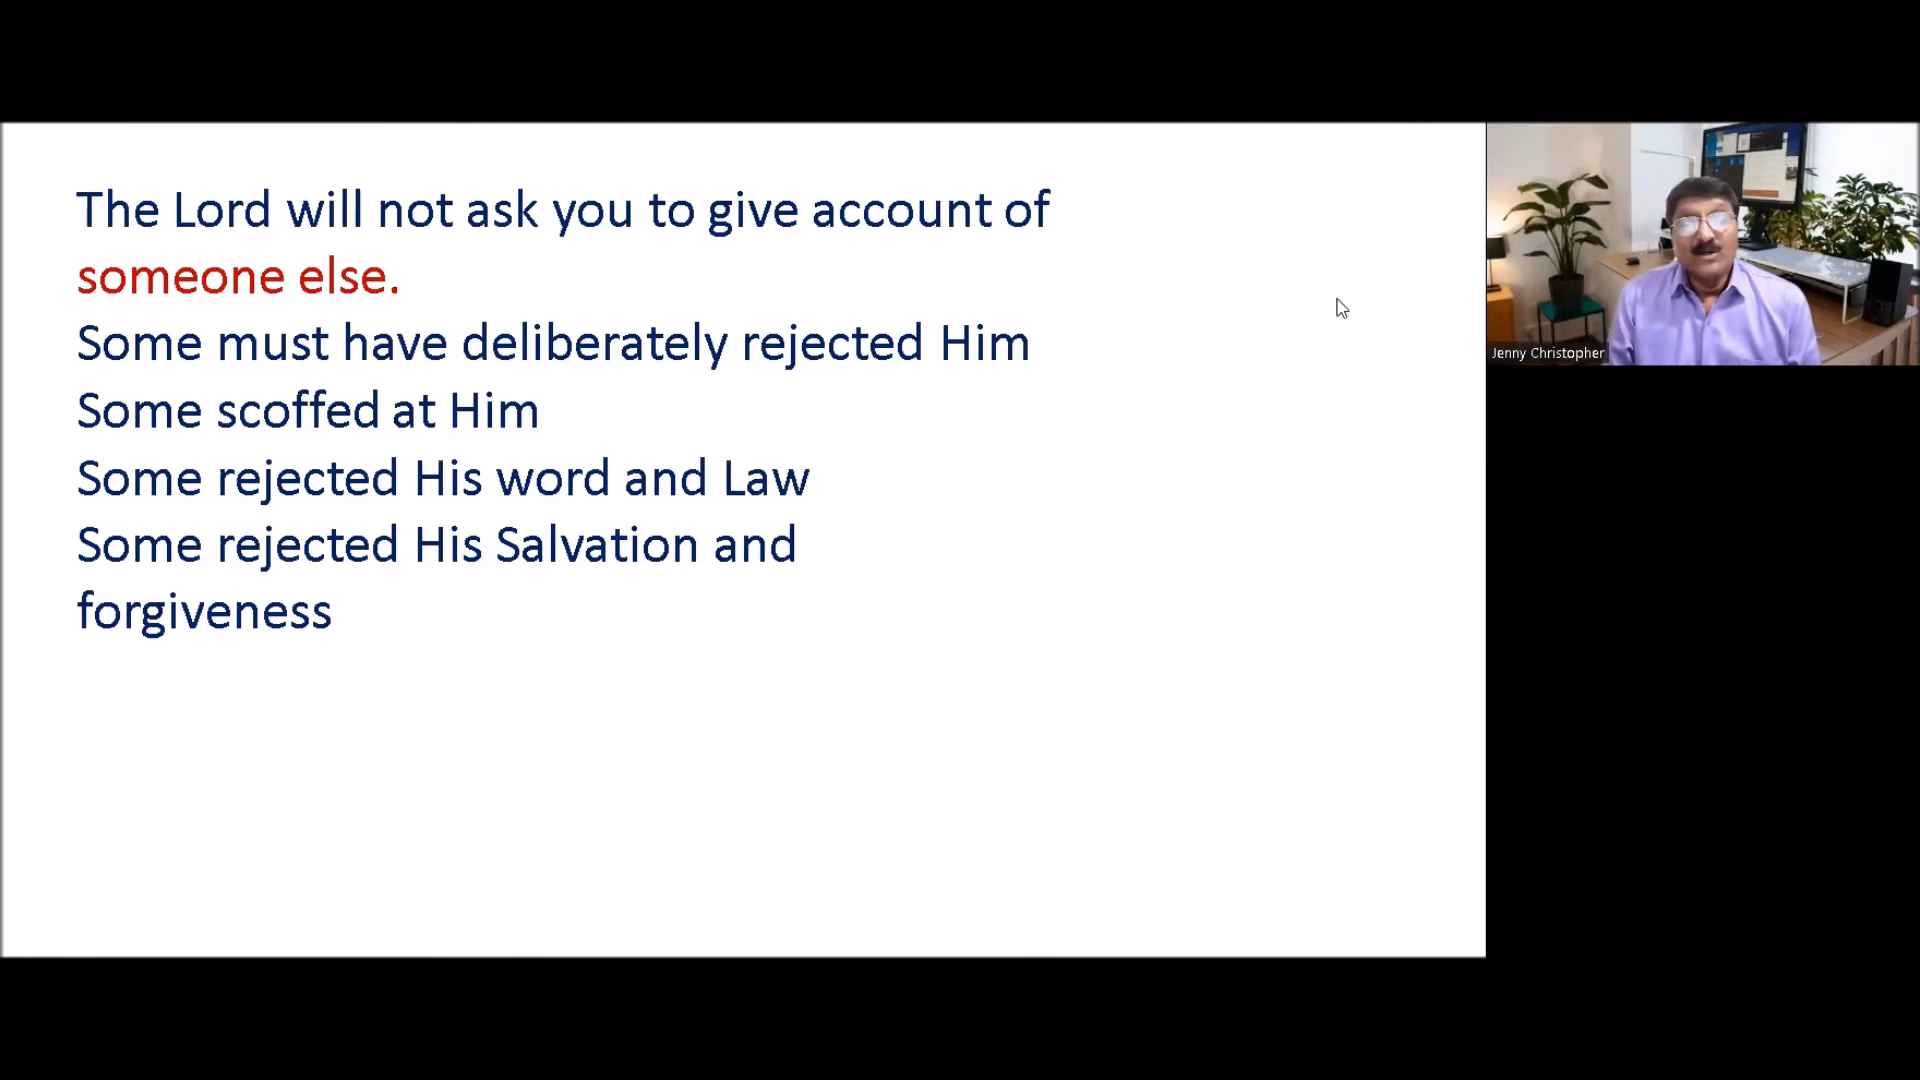 The Lord will not ask you to give account of
someone else.
Some must have deliberately rejected Him
Some scoffed at Him
Some rejected His word and Law
Some rejected His Salvation and
forgiveness
Jenny Christopher